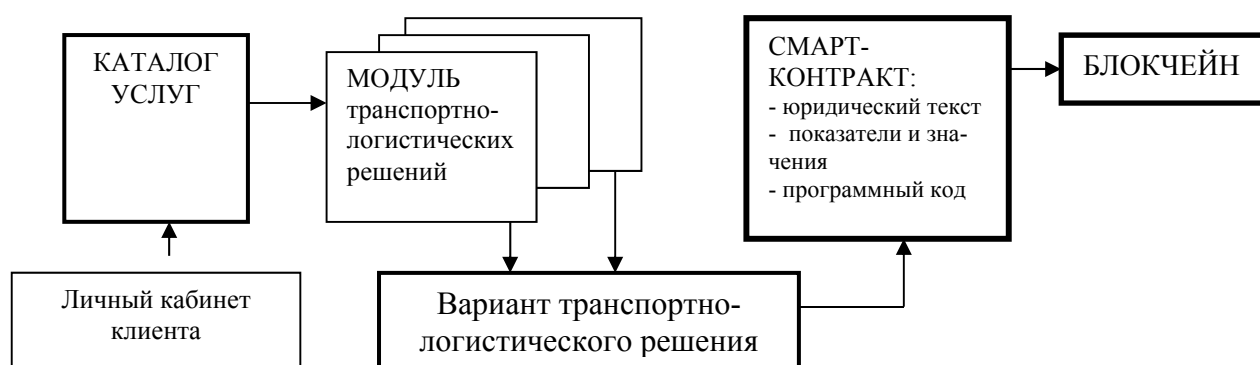 КАТАЛОГ
УСЛУГ
МОДУЛЬ
транспортно-
логистических
решений
СМАРТ-
КОНТРАКТ:
- юридический текст
- показатели и зна-
чения
- программный код
БЛОКЧЕЙН
Личный кабинет
клиента
Вариант транспортно-
логистического решения